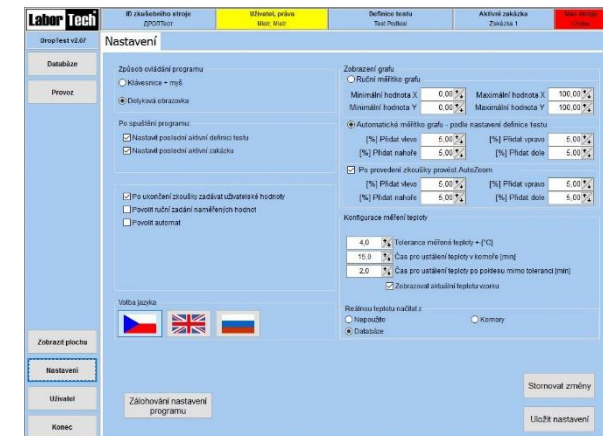 Labor Tech
ID zkušebního stroje
Uživatel, práva
Definice testu
Aktivní zakázka
ДРОПТест
Mistr, Mistr
Test Podlesí
Zakázka 1
DropTest v2.07
Nastavení
Databáze
Provoz
Zobrazit plochu
Nastavení
Uživatel
Konec
Způsob ovládání programu
Klávesnice + myš
Dotyková obrazovka
Po spuštění programu
Nastavit poslední aktivní definici testu
Nastavit poslední aktivní zakázku
Po ukončení zkoušky zadávat uživatelské hodnoty
Povolit ruční zadání naměřených hodnot
Povolit automat
Volba jazyka
Zálohování nastavení
programu
Zobrazení grafu
Ruční měřítko grafu
Minimální hodnota X 0,00 Maximální hodnota X 100,00
Minimální hodnota Y 0,00 Maximální hodnota Y 100,00
Automatické měřítko grafu - podle nastavení definice testu
[%] Přidat vlevo 5,00 [%] Přidat vpravo 5,00
[%] Přidat nahoře 5,00 [%] Přidat dole 5,00
Po provedení zkoušky provést AutoZoom
[%] Přidat vlevo 5,00 [%] Přidat vpravo 5,00
[%] Přidat nahoře 5,00 [%] Přidat dole 5,00
Konfigurace měření teploty
4,0 Tolerance měřené teploty +-[°C]
15,0 Čas pro ustálení teploty v komoře [min]
2,0 Čas pro ustálení teploty po poklesu mimo toleranci [min]
Zobrazovat aktuální teplotu vzorku
Reálnou teplotu načítat z
Nepoužito
Komory
Databáze
Stornovat změny
Uložit nastavení